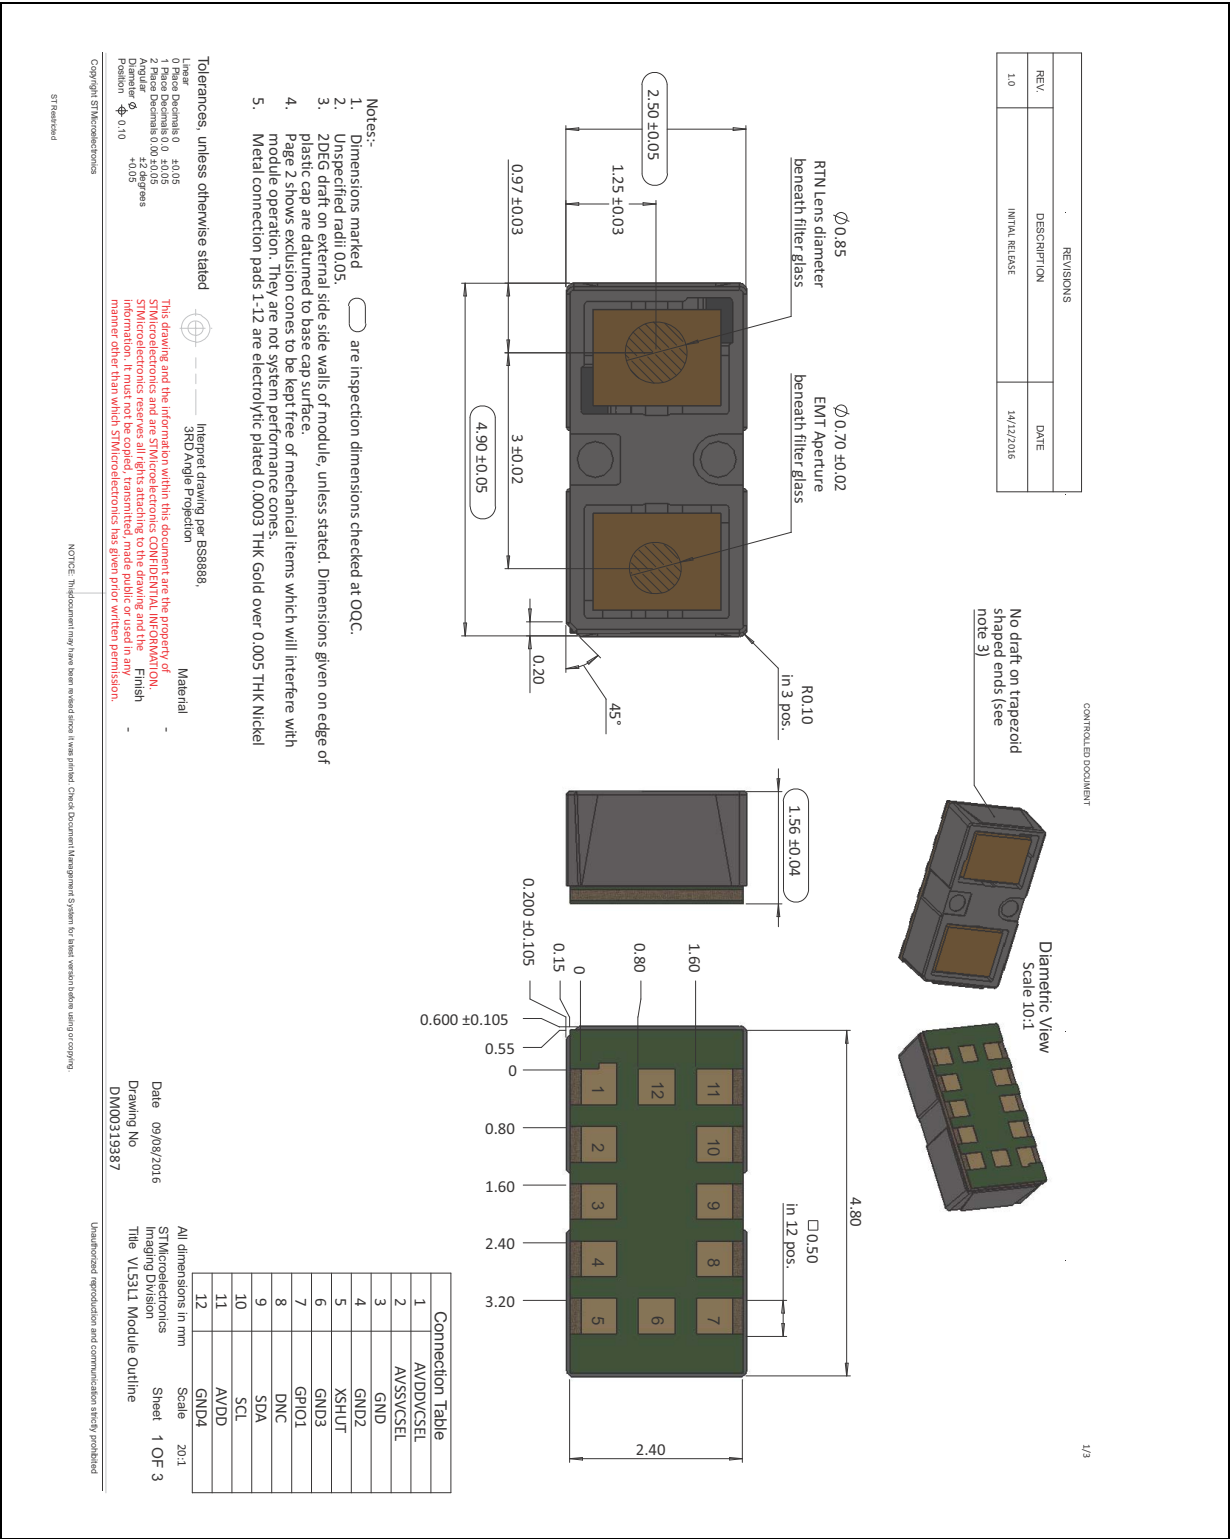 CONTROLLED DOCUMENT
1/3
REVISIONS
REV. DESCRIPTION DATE
1.0 INITIAL RELEASE 14/12/2016
No draft on trapezoid
shaped ends (see
note 3)
Diametric View
Scale 10:1
∅0.85
RTN Lens diameter
beneath filter glass
∅0.70 ±0.02
EMT Aperture
beneath filter glass
R0.10
in 3 pos.
2.50 ±0.05
1.25 ±0.03
0.97 ±0.03
3 ±0.02
4.90 ±0.05
0.20
45°
1.56 ±0.04
4.80
□0.50
in 12 pos.
1.60
0.80
0
0.15
0.200 ±0.105
0.600 ±0.105
0.55
0
0.80
1.60
2.40
3.20
2.40
11 10 9 8 7
12 6
1 2 3 4 5
Notes:-
1. Dimensions marked are inspection dimensions checked at OQC.
2. Unspecified radii 0.05.
3. 2DEG draft on external side side walls of module, unless stated. Dimensions given on edge of
plastic cap are datumed to base cap surface.
4. Page 2 shows exclusion cones to be kept free of mechanical items which will interfere with
module operation. They are not system performance cones.
5. Metal connection pads 1-12 are electrolytic plated 0.0003 THK Gold over 0.005 THK Nickel
Connection Table
1 AVDDVCSEL
2 AVSSVCSEL
3 GND
4 GND2
5 XSHUT
6 GND3
7 GPIO1
8 DNC
9 SDA
10 SCL
11 AVDD
12 GND4
Tolerances, unless otherwise stated
Linear
0 Place Decimals 0 ±0.05
1 Place Decimals 0.0 ±0.05
2 Place Decimals 0.00 ±0.05
Angular ±2 degrees
Diameter ∅ +0.05
Position ⌖ 0.10
Interpret drawing per BS8888,
3RD Angle Projection
This drawing and the information within this document are the property of
STMicroelectronics and are STMicroelectronics CONFIDENTIAL INFORMATION.
STMicroelectronics reserves all rights attaching to the drawing and the
information. It must not be copied, transmitted, made public or used in any
manner other than which STMicroelectronics has given prior written permission.
Material -
Finish -
Date 09/08/2016
Drawing No
DM00319387
All dimensions in mm
Scale 20:1
STMicroelectronics
Imaging Division
Sheet 1 OF 3
Title VL53L1 Module Outline
Copyright STMicroelectronics
Unauthorized reproduction and communication strictly prohibited
ST Restricted
NOTICE: This document may have been revised since it was printed. Check Document Management System for latest version before using or copying.